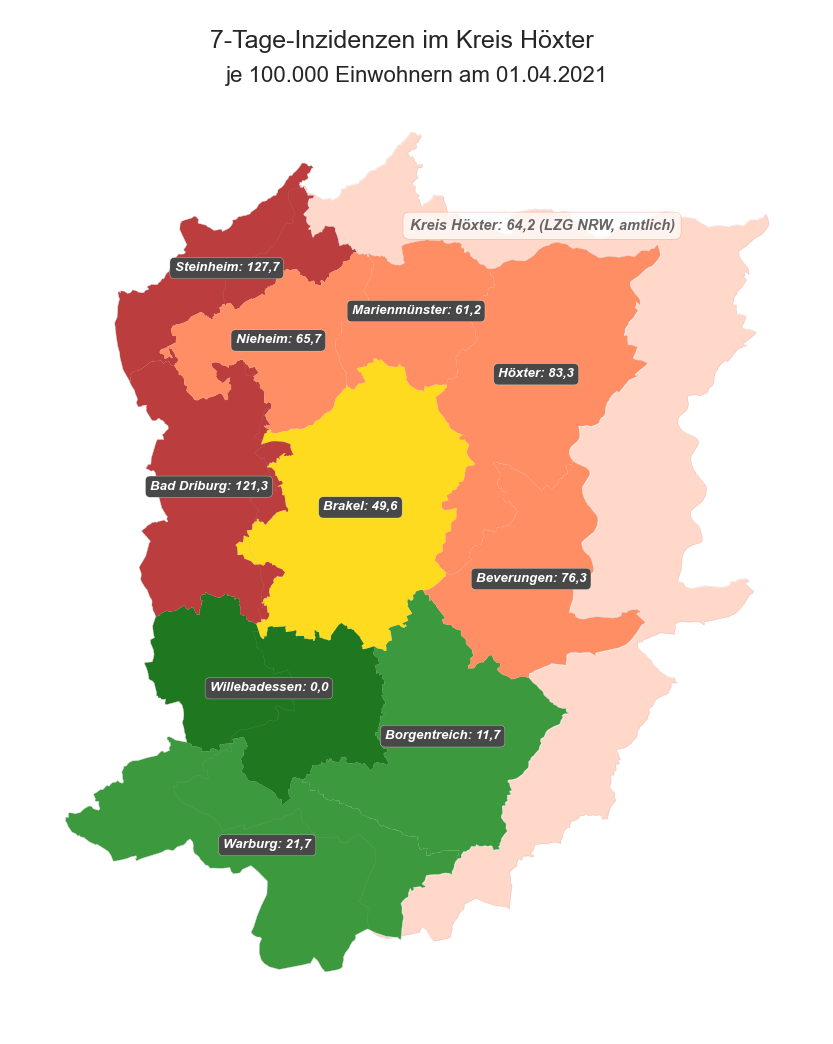 7-Tage-Inzidenzen im Kreis Höxter
je 100.000 Einwohnern am 01.04.2021
Kreis Höxter: 64,2 (LZG NRW, amtlich)
Steinheim: 127,7
Marienmünster: 61,2
Nieheim: 65,7
Höxter: 83,3
Bad Driburg: 121,3
Brakel: 49,6
Beverungen: 76,3
Willebadessen: 0,0
Borgentreich: 11,7
Warburg: 21,7